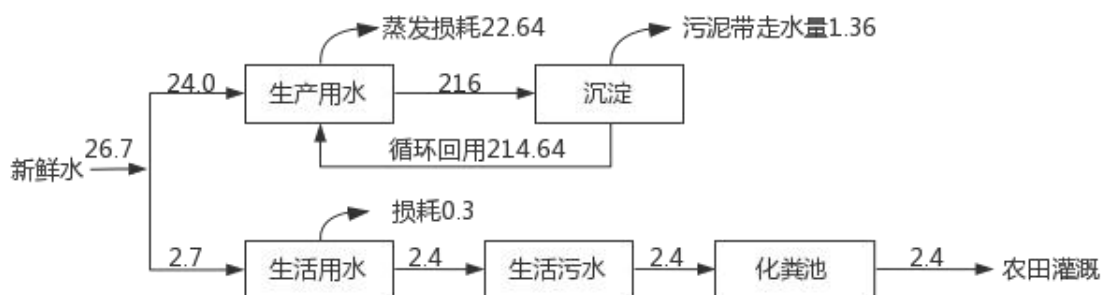 蒸发损耗22.64
污泥带走水量1.36
24.0
生产用水
216
沉淀
26.7
新鲜水
循环回用214.64
损耗0.3
2.7
生活用水
2.4
生活污水
2.4
化粪池
2.4
农田灌溉